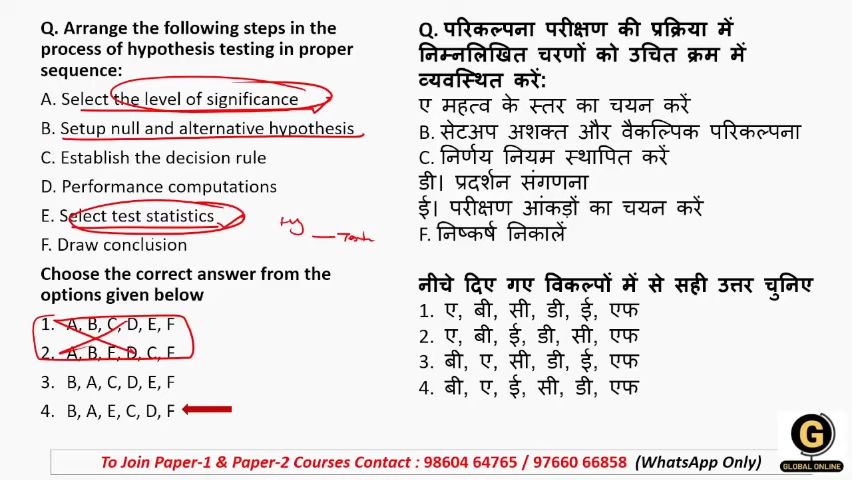 Q. Arrange the following steps in the
process of hypothesis testing in proper
sequence:
A. Select the level of significance
B. Setup null and alternative hypothesis
C. Establish the decision rule
D. Performance computations
E. Select test statistics
F. Draw conclusion
Choose the correct answer from the
options given below
1. A, B, C, D, E, F
2. A, B, E, D, C, F
3. B, A, C, D, E, F
4. B, A, E, C, D, F
Q. परिकल्पना परीक्षण की प्रक्रिया में
निम्नलिखित चरणों को उचित क्रम में
व्यवस्थित करें:
ए महत्व के स्तर का चयन करें
B. सेटअप अशक्त और वैकल्पिक परिकल्पना
C. निर्णय नियम स्थापित करें
डी। प्रदर्शन संगणना
ई। परीक्षण आंकड़ों का चयन करें
F. निष्कर्ष निकालें
नीचे दिए गए विकल्पों में से सही उत्तर चुनिए
1. ए, बी, सी, डी, ई, एफ
2. ए, बी, ई, डी, सी, एफ
3. बी, ए, सी, डी, ई, एफ
4. बी, ए, ई, सी, डी, एफ
G
GLOBAL ONLINE
To Join Paper-1 & Paper-2 Courses Contact : 98604 64765 / 97660 66858 (WhatsApp Only)